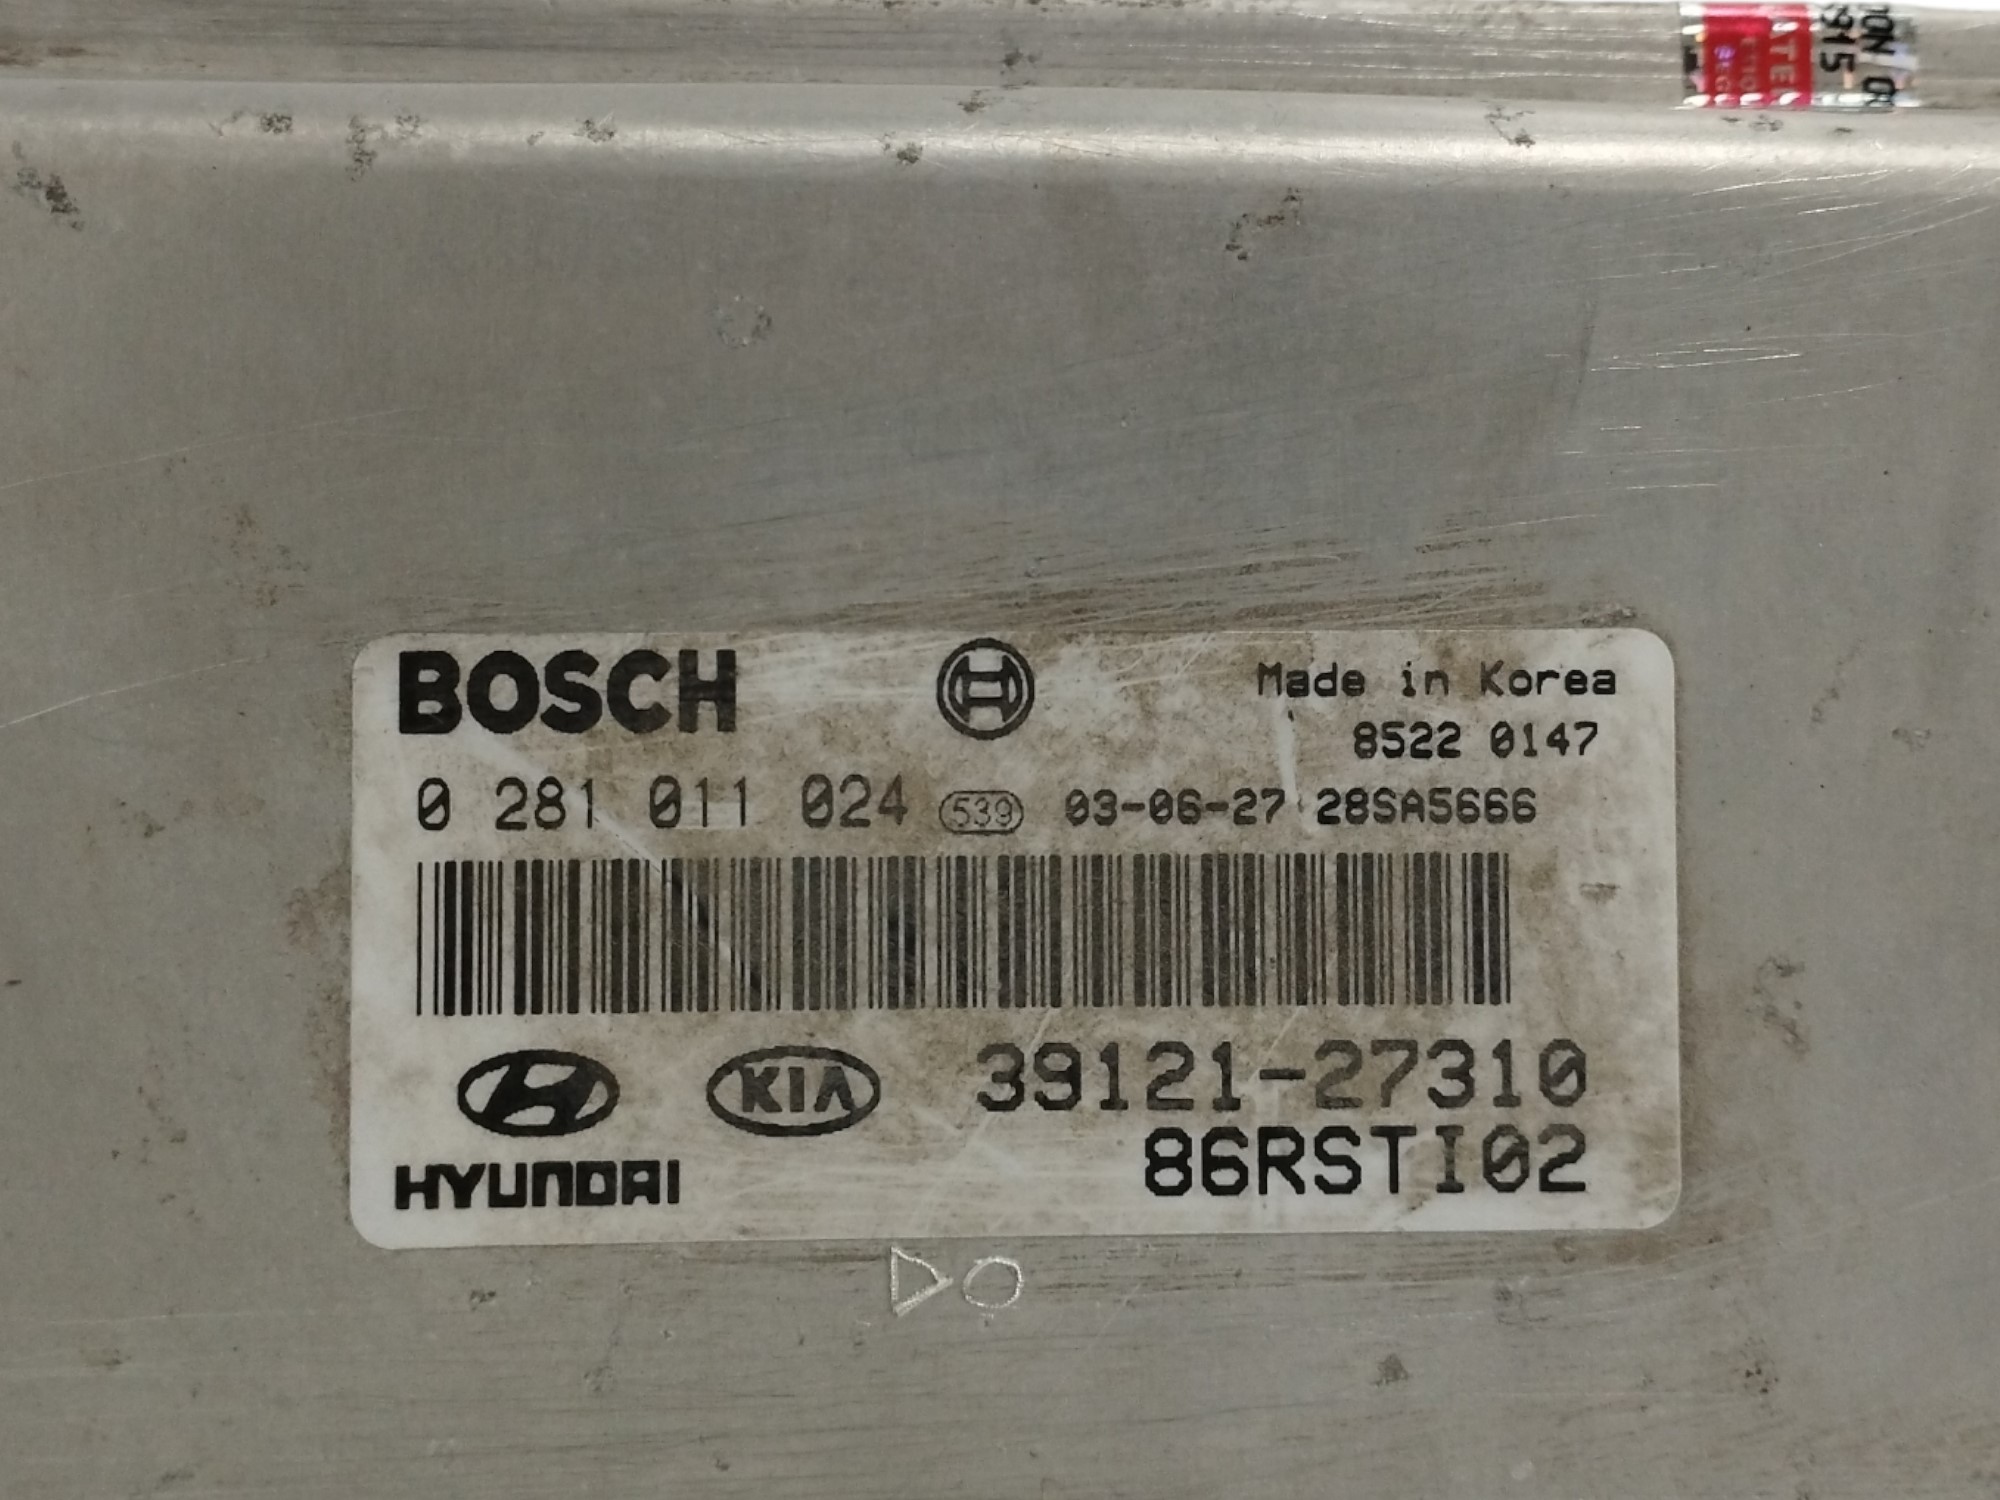 BOSCH
Made in Korea
8522 0147
0 281 011 024 539 03-06-27 28SA5666
KIA 39121-27310
HYUNDAI 86RSTI02
DO